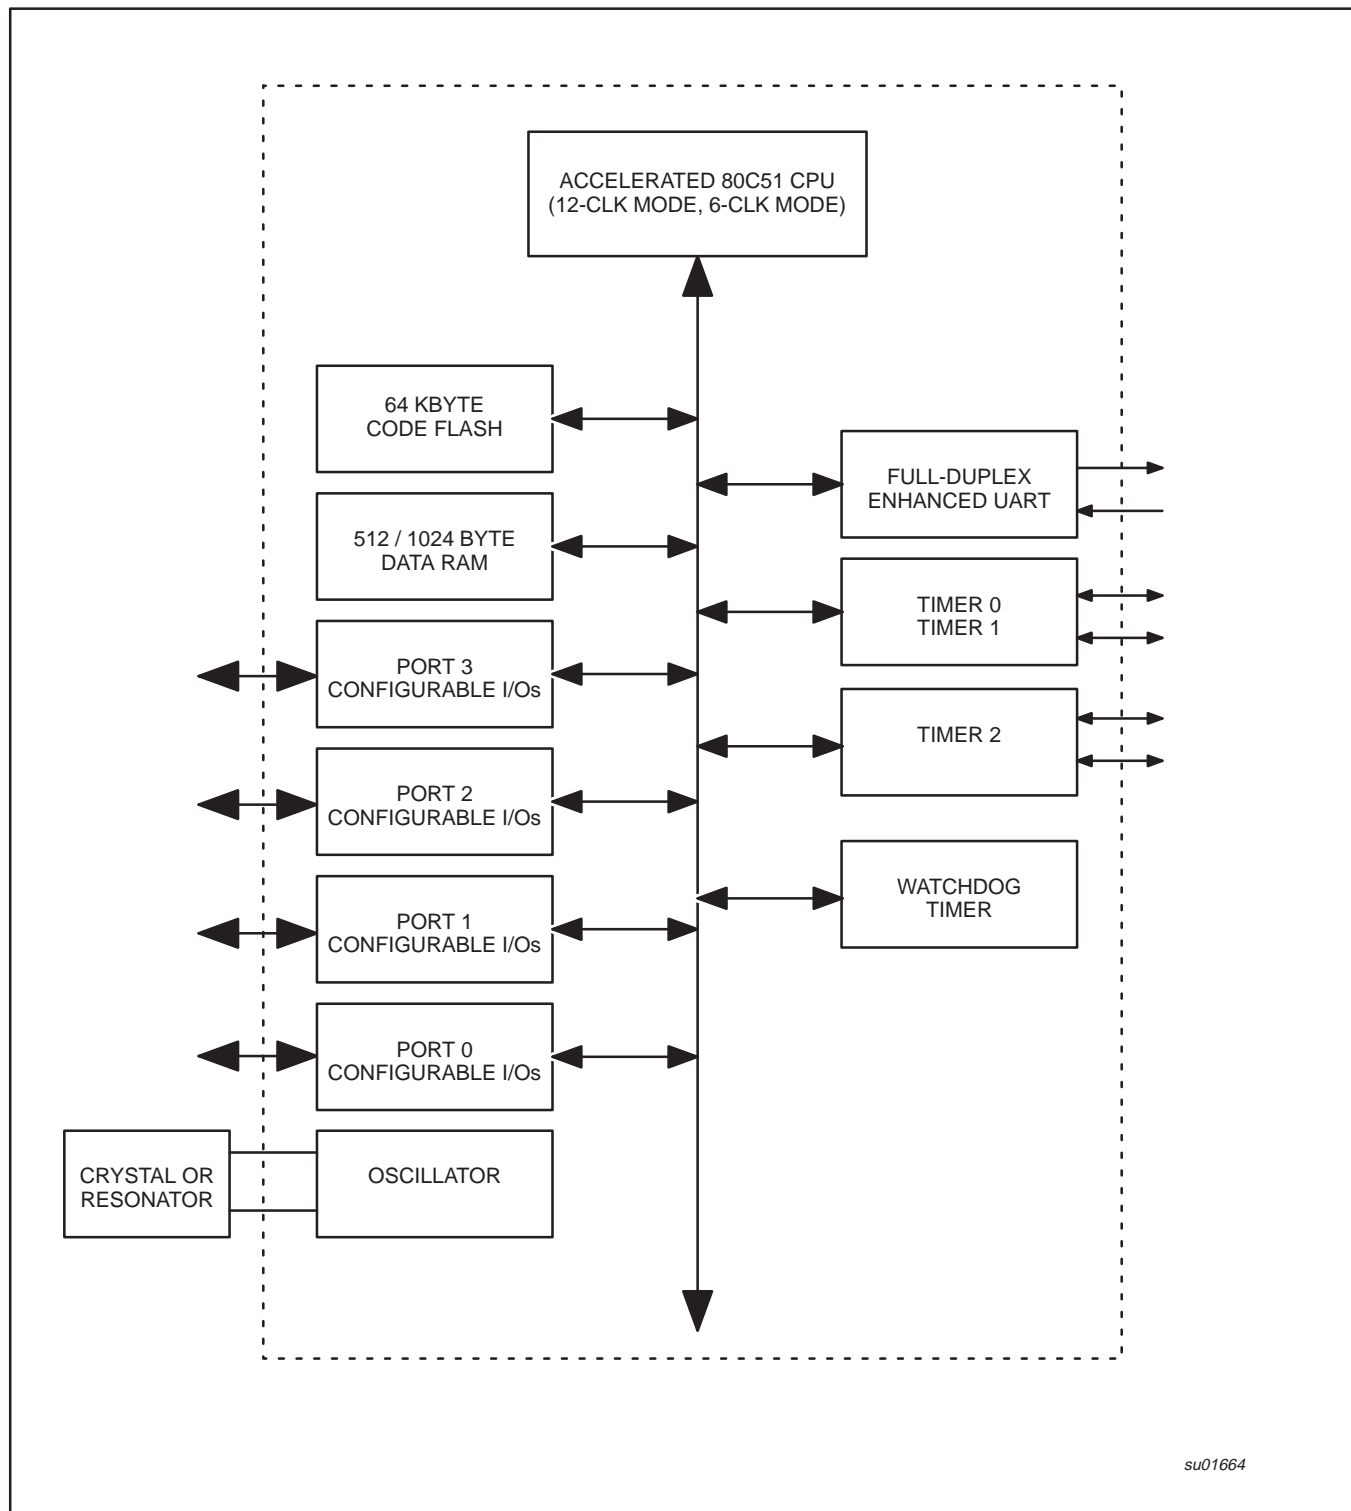 ACCELERATED 80C51 CPU
(12-CLK MODE, 6-CLK MODE)
64 KBYTE
CODE FLASH
FULL-DUPLEX
ENHANCED UART
512 / 1024 BYTE
DATA RAM
TIMER 0
TIMER 1
PORT 3
CONFIGURABLE I/Os
TIMER 2
PORT 2
CONFIGURABLE I/Os
WATCHDOG
TIMER
PORT 1
CONFIGURABLE I/Os
PORT 0
CONFIGURABLE I/Os
CRYSTAL OR
RESONATOR
OSCILLATOR
su01664